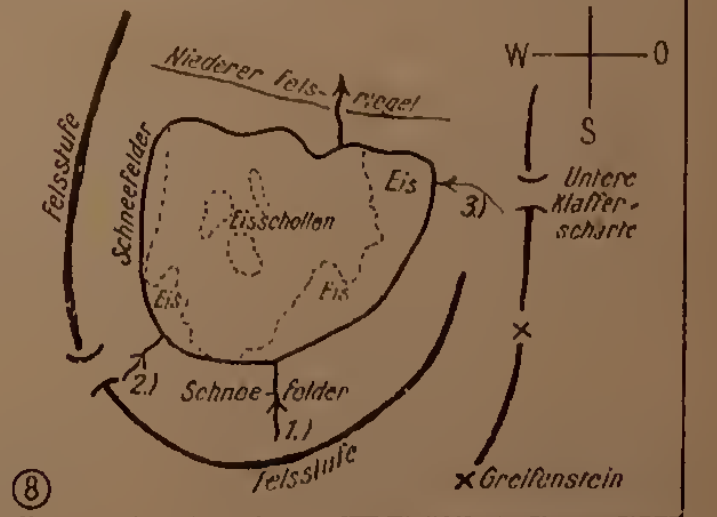 Niederer Fels-
riegel
W
O
S
Felsstufe
Schneefelder
Eis
3.)
Untere
Klaffer-
scharte
Eisschollen
Eis
Eis
2.)
Schnee-felder
1.)
Felsstufe
Greifenstein
8